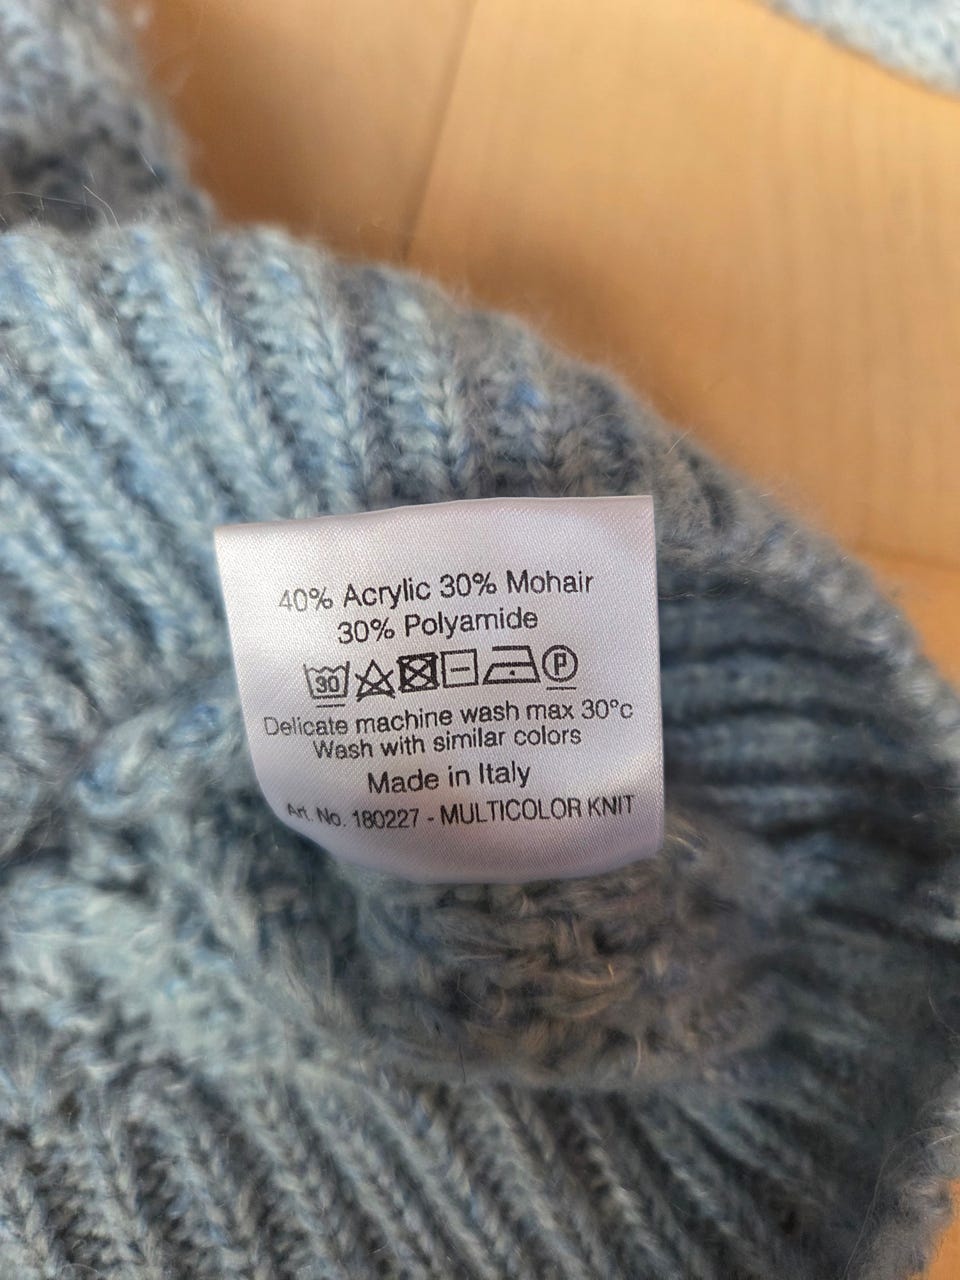 40% Acrylic 30% Mohair
30% Polyamide
30 P
Delicate machine wash max 30°c
Wash with similar colors
Made in Italy
Art. No. 180227 - MULTICOLOR KNIT